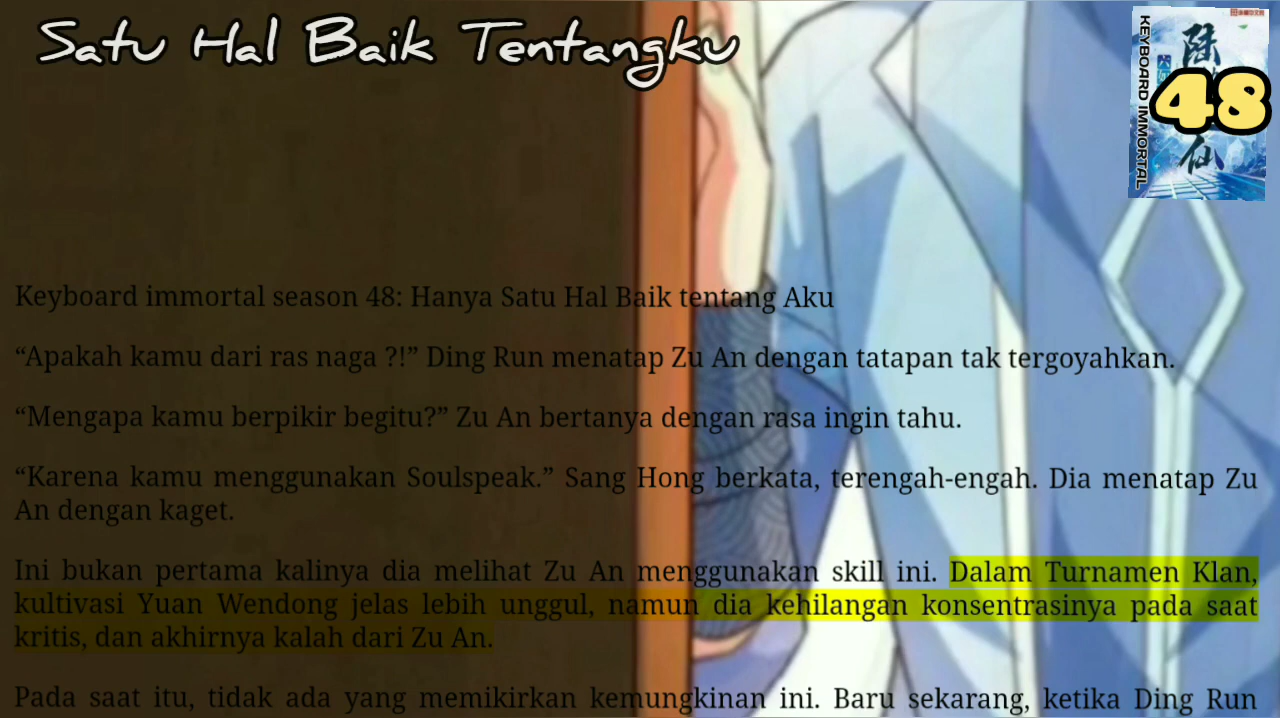 Satu Hal Baik Tentangku
KEYBOARD IMMORTAL
48
Keyboard immortal season 48: Hanya Satu Hal Baik tentang Aku
“Apakah kamu dari ras naga ?!” Ding Run menatap Zu An dengan tatapan tak tergoyahkan.
“Mengapa kamu berpikir begitu?” Zu An bertanya dengan rasa ingin tahu.
“Karena kamu menggunakan Soulspeak.” Sang Hong berkata, terengah-engah. Dia menatap Zu
An dengan kaget.
Ini bukan pertama kalinya dia melihat Zu An menggunakan skill ini. Dalam Turnamen Klan,
kultivasi Yuan Wendong jelas lebih unggul, namun dia kehilangan konsentrasinya pada saat
kritis, dan akhirnya kalah dari Zu An.
Pada saat itu, tidak ada yang memikirkan kemungkinan ini. Baru sekarang, ketika Ding Run